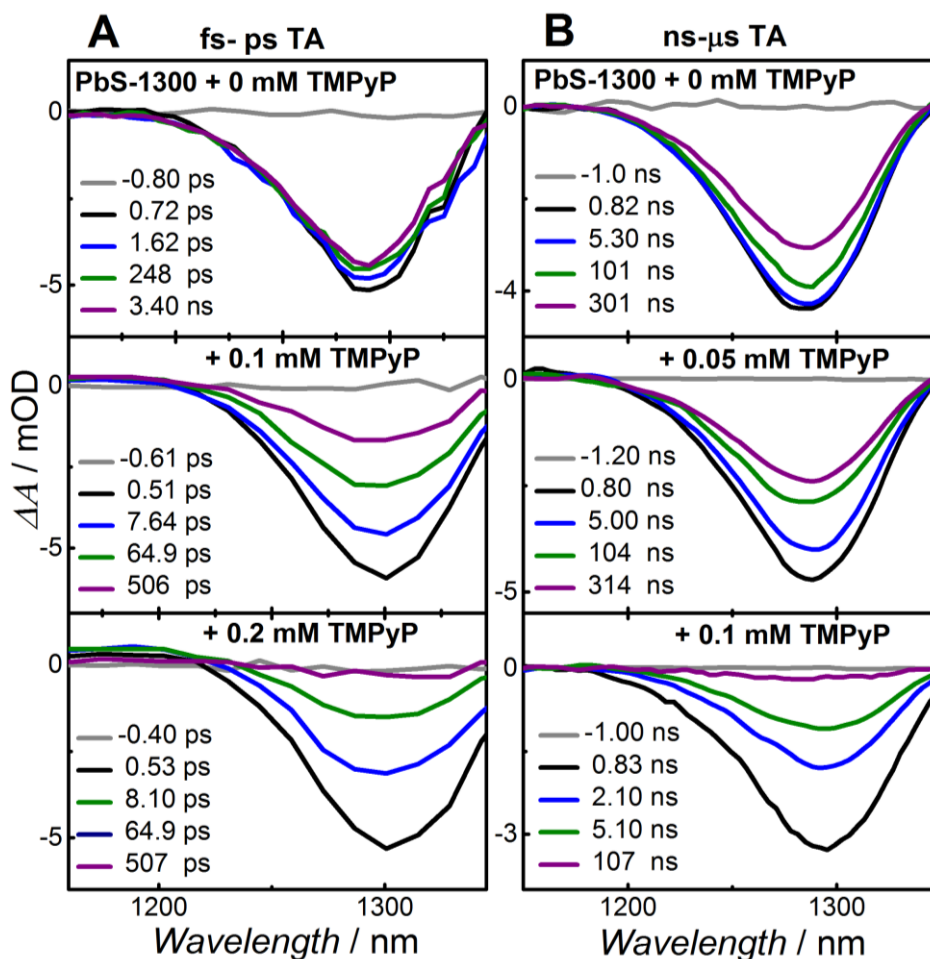 A
fs- ps TA
PbS-1300 + 0 mM TMPyP
0
-5
-0.80 ps
0.72 ps
1.62 ps
248 ps
3.40 ns
+ 0.1 mM TMPyP
0
-5
-0.61 ps
0.51 ps
7.64 ps
64.9 ps
506 ps
+ 0.2 mM TMPyP
0
-5
-0.40 ps
0.53 ps
8.10 ps
64.9 ps
507 ps
1200
1300
Wavelength / nm
ΔA / mOD
B
ns-μs TA
PbS-1300 + 0 mM TMPyP
0
-4
-1.0 ns
0.82 ns
5.30 ns
101 ns
301 ns
+ 0.05 mM TMPyP
0
-5
-1.20 ns
0.80 ns
5.00 ns
104 ns
314 ns
+ 0.1 mM TMPyP
0
-3
-1.00 ns
0.83 ns
2.10 ns
5.10 ns
107 ns
1200
1300
Wavelength / nm